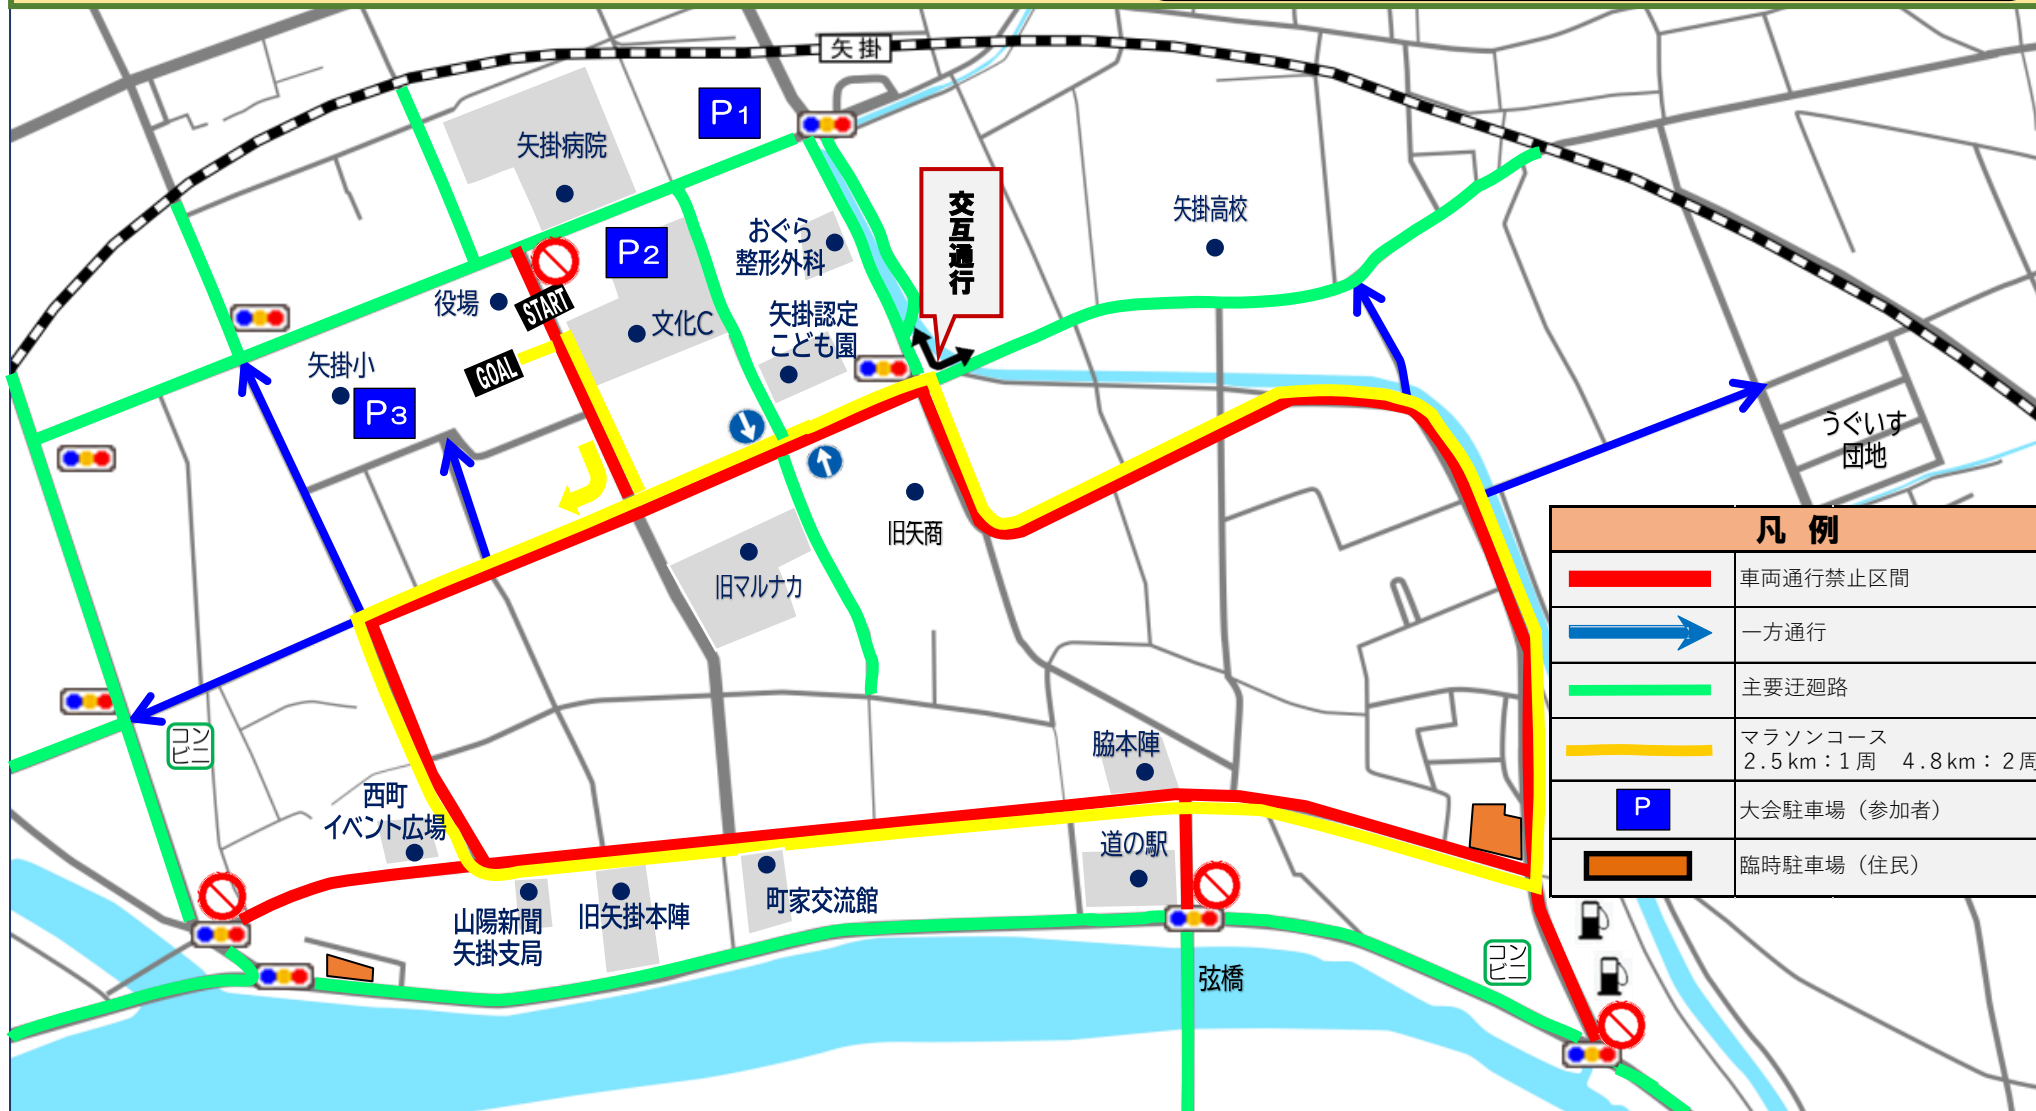 矢掛
P1
矢掛病院
交互通行
矢掛高校
P2
おぐら
整形外科
役場
START
文化C
矢掛認定
こども園
矢掛小
GOAL
P3
うぐいす
団地
旧矢商
旧マルナカ
凡 例
車両通行禁止区間
一方通行
主要迂廻路
マラソンコース
2.5km：1周 4.8km：2周
P
大会駐車場（参加者）
臨時駐車場（住民）
コン
ビニ
脇本陣
西町
イベント広場
道の駅
町家交流館
山陽新聞
矢掛支局
旧矢掛本陣
弦橋
コン
ビニ